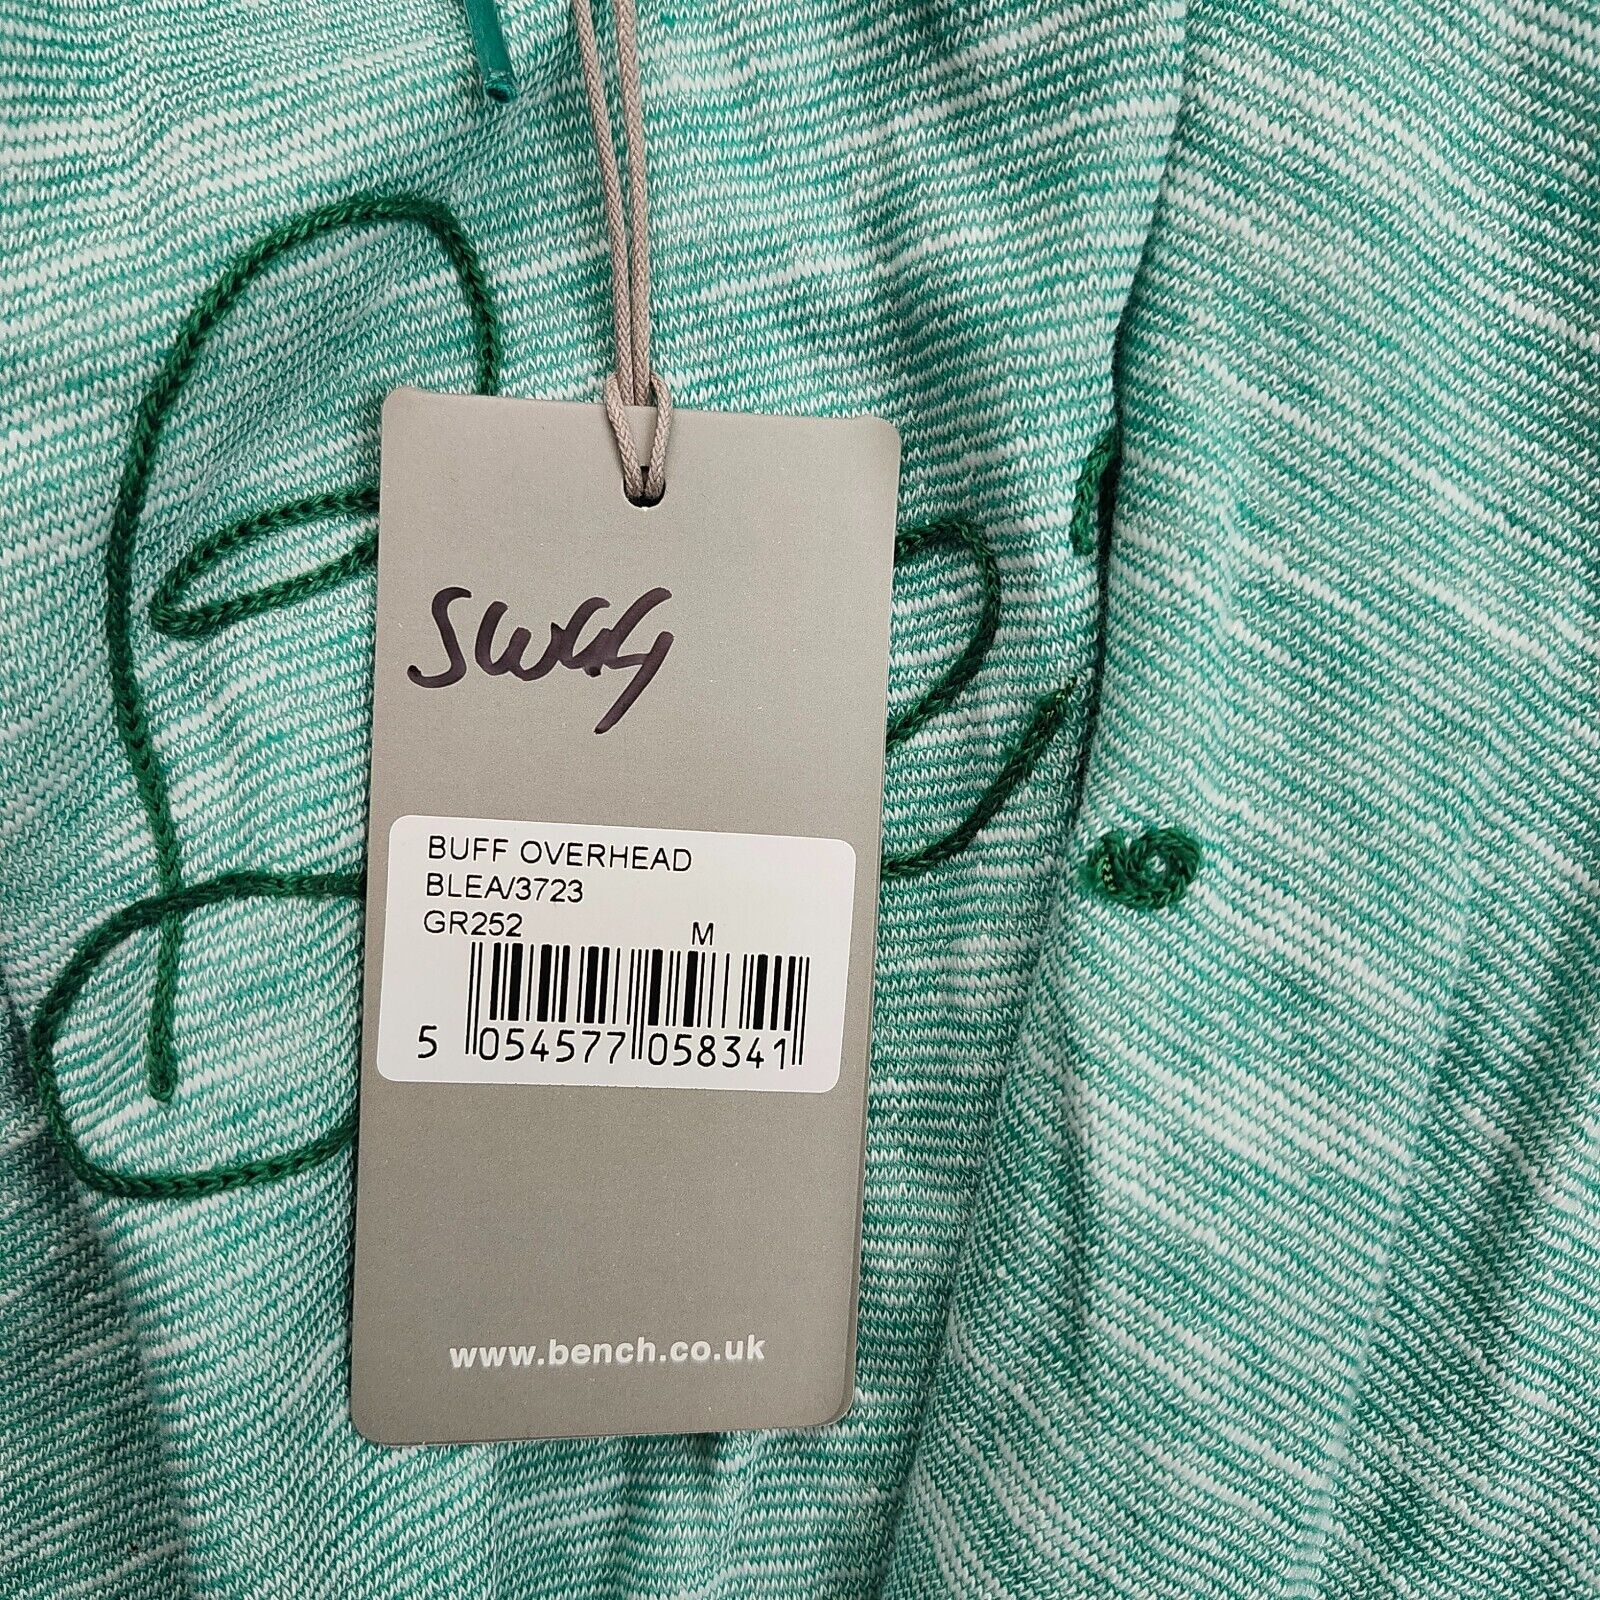 Swag
BUFF OVERHEAD
BLEA/3723
GR252 M
5 054577 058341
www.bench.co.uk